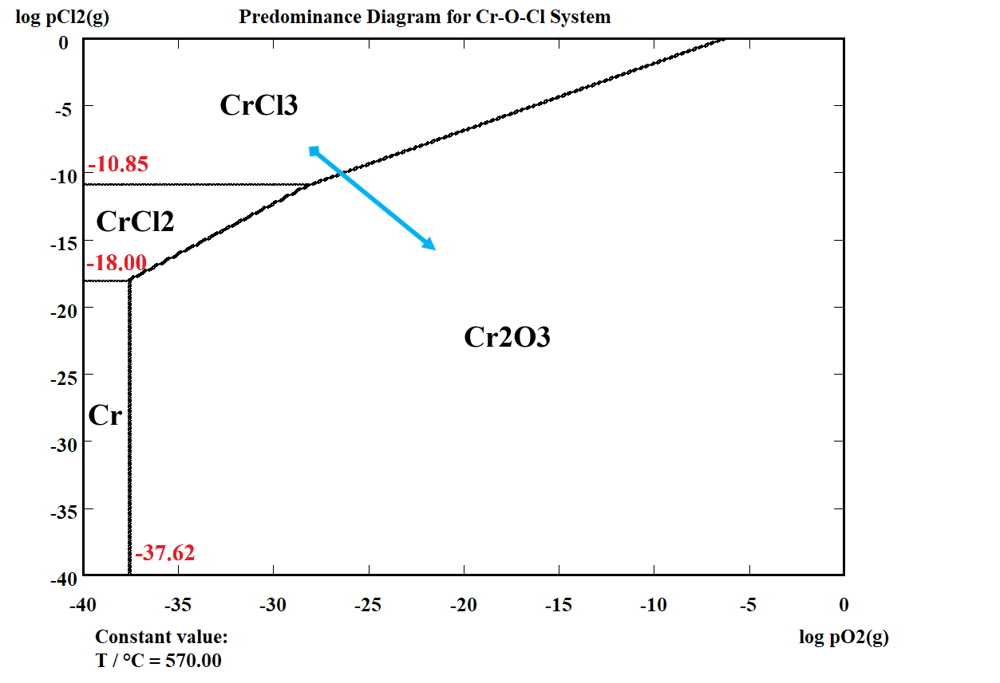 log pCl2(g)
Predominance Diagram for Cr-O-Cl System
0
CrCl3
-5
-10.85
-10
CrCl2
-15
-18.00
-20
Cr2O3
-25
Cr
-30
-35
-37.62
-40
-40 -35 -30 -25 -20 -15 -10 -5 0
Constant value:
log pO2(g)
T / °C = 570.00